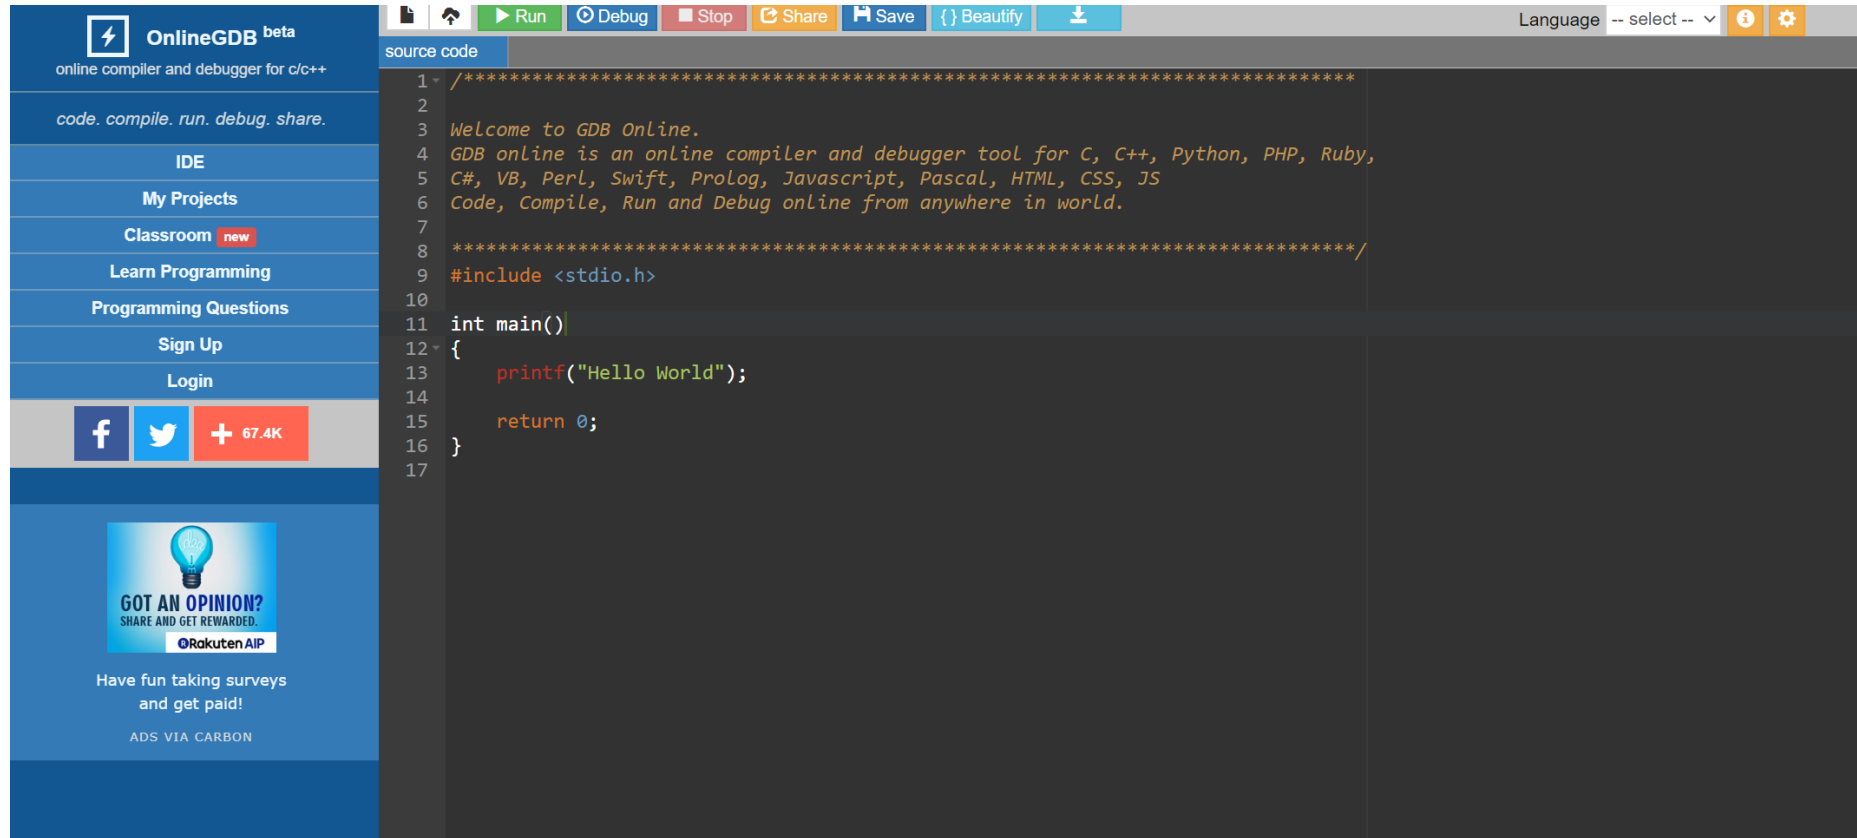 OnlineGDB beta
online compiler and debugger for c/c++
code. compile. run. debug. share.
IDE
My Projects
Classroom new
Learn Programming
Programming Questions
Sign Up
Login
67.4K
GOT AN OPINION?
SHARE AND GET REWARDED.
Rakuten AIP
Have fun taking surveys
and get paid!
ADS VIA CARBON
Run Debug Stop Share Save { } Beautify
Language -- select --
source code
1 /******************************************************************************
2
3 Welcome to GDB Online.
4 GDB online is an online compiler and debugger tool for C, C++, Python, PHP, Ruby,
5 C#, VB, Perl, Swift, Prolog, Javascript, Pascal, HTML, CSS, JS
6 Code, Compile, Run and Debug online from anywhere in world.
7
8 *******************************************************************************/
9 #include <stdio.h>
10
11 int main()
12 {
13     printf("Hello World");
14
15     return 0;
16 }
17